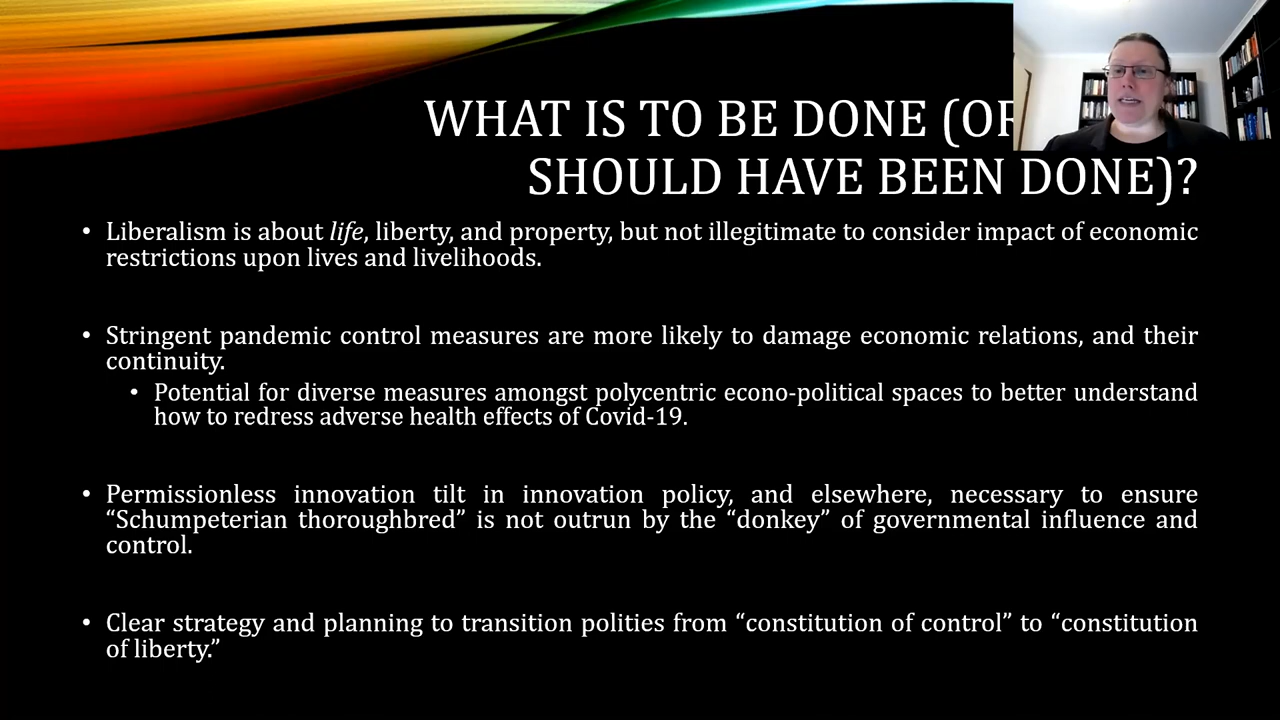 WHAT IS TO BE DONE (OR
SHOULD HAVE BEEN DONE)?
• Liberalism is about life, liberty, and property, but not illegitimate to consider impact of economic
restrictions upon lives and livelihoods.
• Stringent pandemic control measures are more likely to damage economic relations, and their
continuity.
• Potential for diverse measures amongst polycentric econo-political spaces to better understand
how to redress adverse health effects of Covid-19.
• Permissionless innovation tilt in innovation policy, and elsewhere, necessary to ensure
“Schumpeterian thoroughbred” is not outrun by the “donkey” of governmental influence and
control.
• Clear strategy and planning to transition polities from “constitution of control” to “constitution
of liberty.”